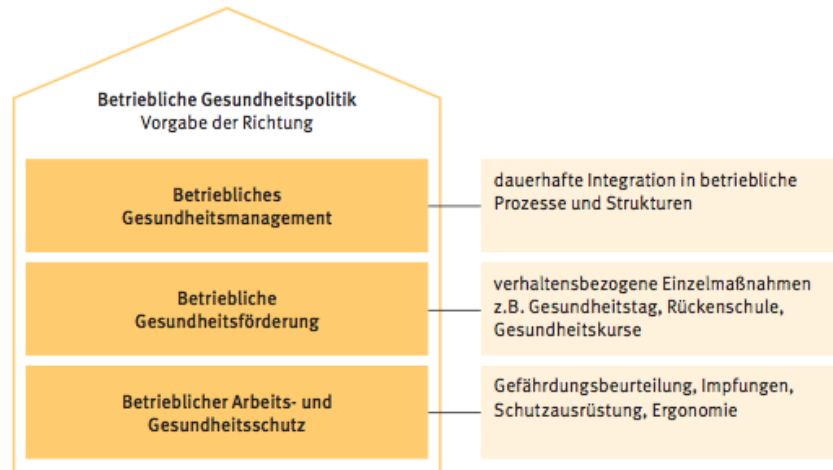 Betriebliche Gesundheitspolitik
Vorgabe der Richtung
Betriebliches
Gesundheitsmanagement
dauerhafte Integration in betriebliche
Prozesse und Strukturen
Betriebliche
Gesundheitsförderung
verhaltensbezogene Einzelmaßnahmen
z.B. Gesundheitstag, Rückenschule,
Gesundheitskurse
Betrieblicher Arbeits- und
Gesundheitsschutz
Gefährdungsbeurteilung, Impfungen,
Schutzausrüstung, Ergonomie